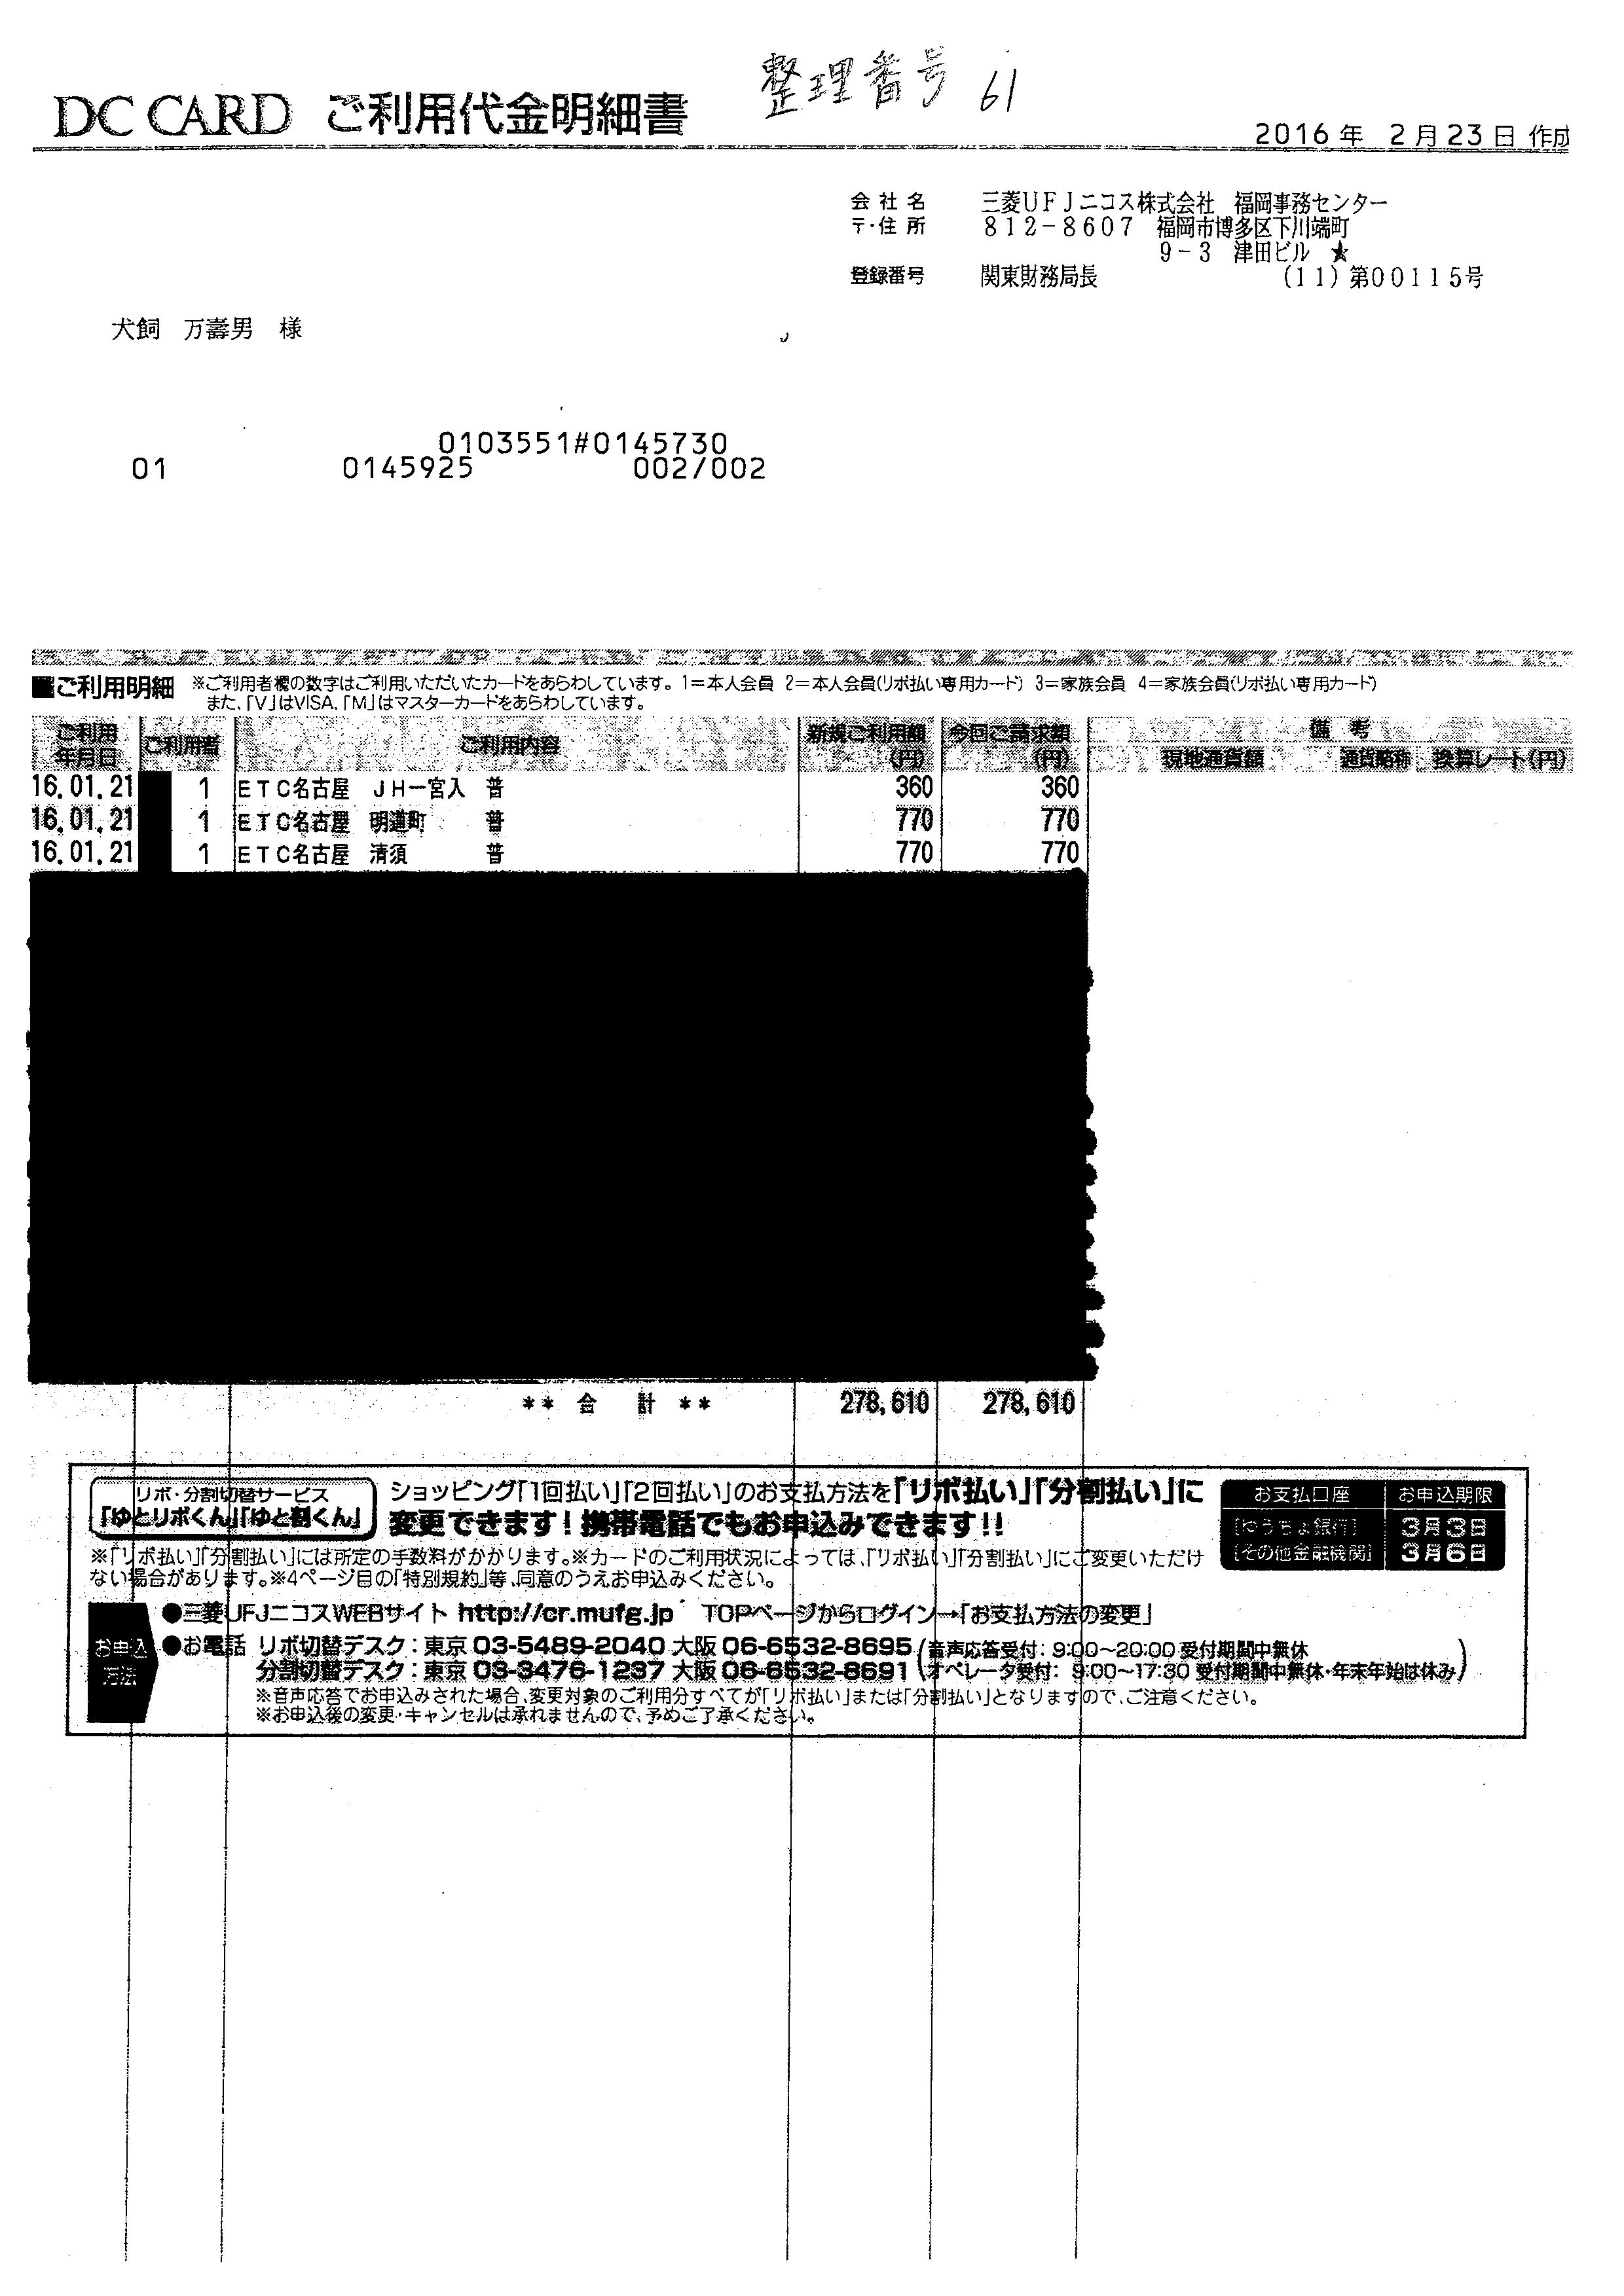 整理番号 61
DC CARD ご利用代金明細書
2016年 2月23日 作成
会社名 三菱UFJニコス株式会社 福岡事務センター
〒・住所 812-8607 福岡市博多区下川端町
9-3 津田ビル ★
登録番号 関東財務局長 (11)第00115号
犬飼 万壽男 様
0103551#0145730
01 0145925 002/002
■ご利用明細 ※ご利用者欄の数字はご利用いただいたカードをあらわしています。1=本人会員 2=本人会員(リボ払い専用カード) 3=家族会員 4=家族会員(リボ払い専用カード)
また、「V」はVISA、「M」はマスターカードをあらわしています。
ご利用年月日 ご利用者 ご利用内容 新規ご利用額(円) 今回ご請求額(円) 備考
現地通貨額 通貨略称 換算レート(円)
16.01.21 1 ETC名古屋 JH一宮入 普 360 360
16.01.21 1 ETC名古屋 明道町 普 770 770
16.01.21 1 ETC名古屋 清須 普 770 770
** 合 計 ** 278,610 278,610
リボ・分割切替サービス
「ゆとリボくん」「ゆと割くん」
ショッピング「1回払い」「2回払い」のお支払方法を「リボ払い」「分割払い」に
変更できます!携帯電話でもお申込みできます!!
お支払口座 お申込期限
[ゆうちょ銀行] 3月3日
[その他金融機関] 3月6日
※「リボ払い」「分割払い」には所定の手数料がかかります。※カードのご利用状況によっては、「リボ払い」「分割払い」にご変更いただけ
ない場合があります。※4ページ目の「特別規約」等、同意のうえお申込みください。
お申込方法
●三菱UFJニコスWEBサイト http://cr.mufg.jp TOPページからログイン→「お支払方法の変更」
●お電話 リボ切替デスク:東京 03-5489-2040 大阪 06-6532-8695 (音声応答受付: 9:00〜20:00 受付期間中無休
分割切替デスク:東京 03-3476-1237 大阪 06-6532-8691 オペレータ受付: 9:00〜17:30 受付期間中無休・年末年始は休み)
※音声応答でお申込みされた場合、変更対象のご利用分すべてが「リボ払い」または「分割払い」となりますので、ご注意ください。
※お申込後の変更・キャンセルは承れませんので、予めご了承ください。